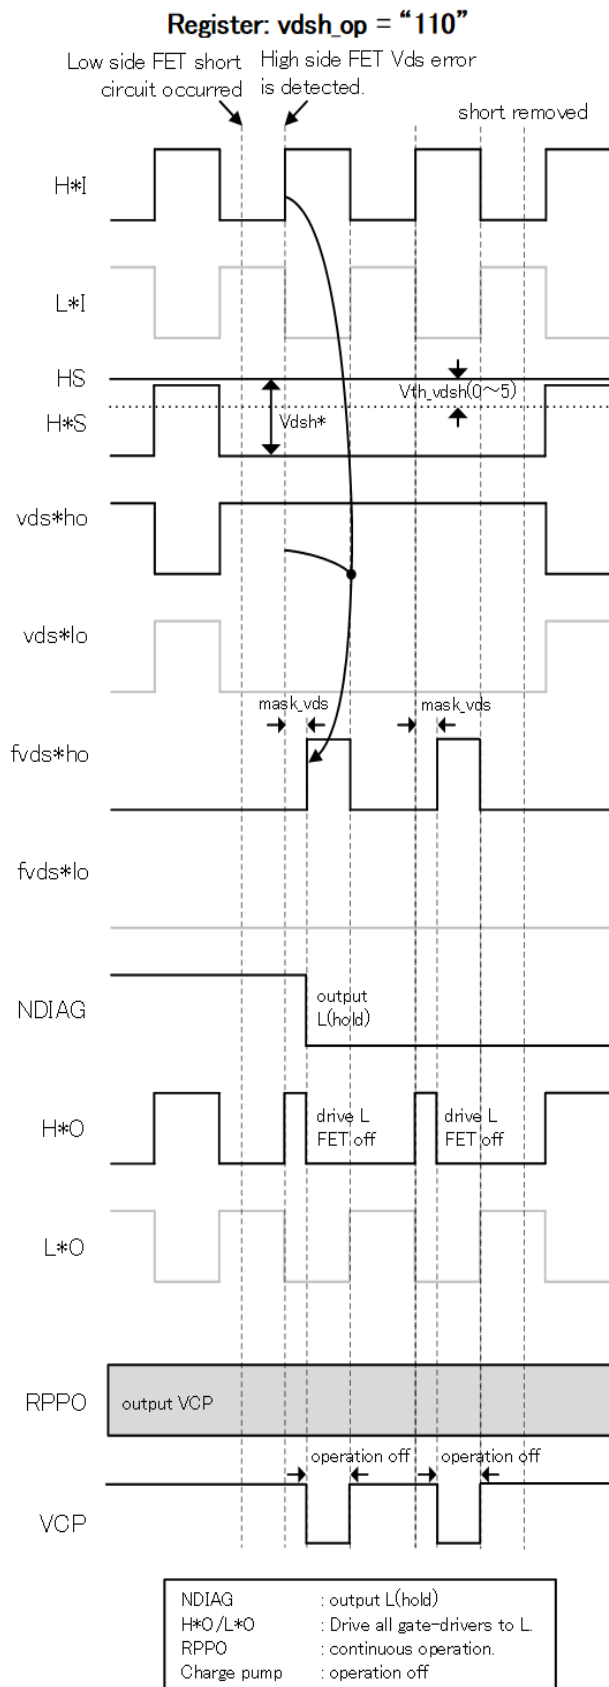 Register: vdsh_op = “110”
Low side FET short
circuit occurred
High side FET Vds error
is detected.
short removed
H*I
L*I
HS
Vth_vdsh(0～5)
H*S
Vdsh*
vds*ho
vds*lo
mask_vds
mask_vds
fvds*ho
fvds*lo
NDIAG
output
L(hold)
H*O
drive L
FET off
drive L
FET off
L*O
RPPO
output VCP
operation off
operation off
VCP
NDIAG : output L(hold)
H*O/L*O : Drive all gate-drivers to L.
RPPO : continuous operation.
Charge pump : operation off